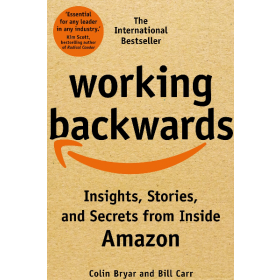 'Essential
for any leader
in any industry.'
Kim Scott,
bestselling author
of Radical Candor
The
International
Bestseller
working
backwards
Insights, Stories,
and Secrets from Inside
Amazon
Colin Bryar and Bill Carr